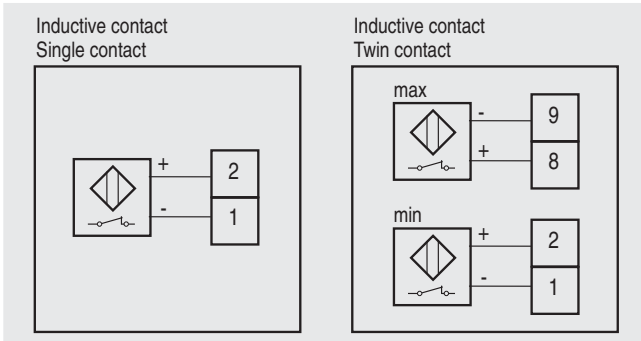 Inductive contact
Single contact
+
2
-
1
Inductive contact
Twin contact
max
-
9
+
8
min
+
2
-
1